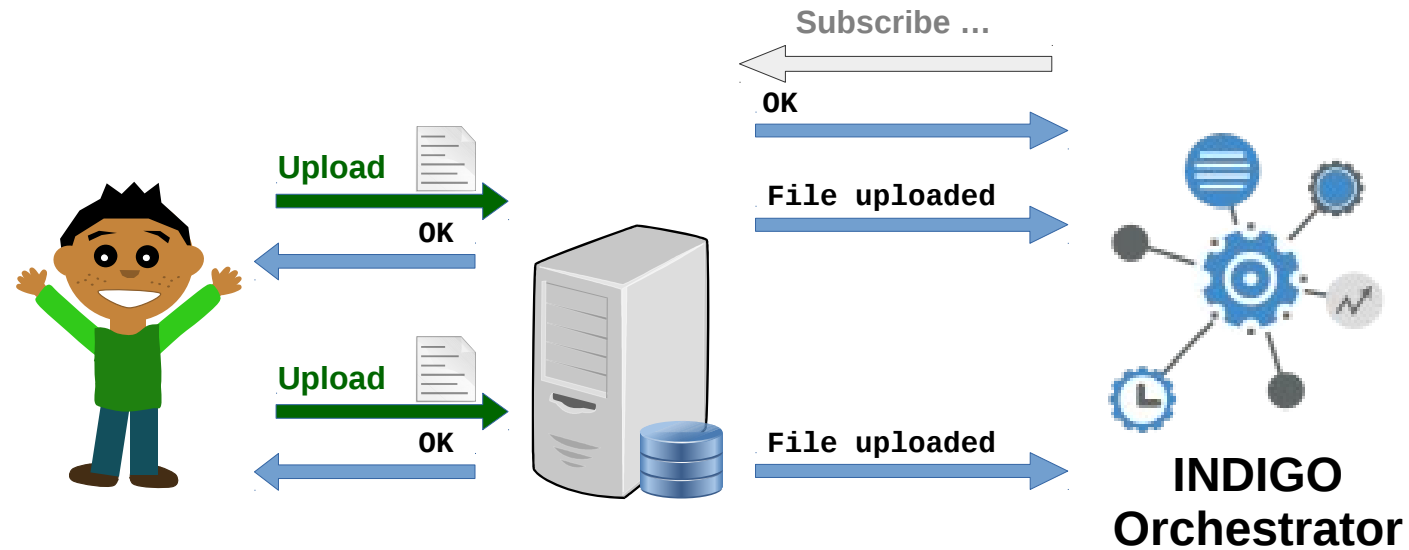 Subscribe …
OK
Upload
File uploaded
OK
Upload
OK
File uploaded
INDIGO
Orchestrator